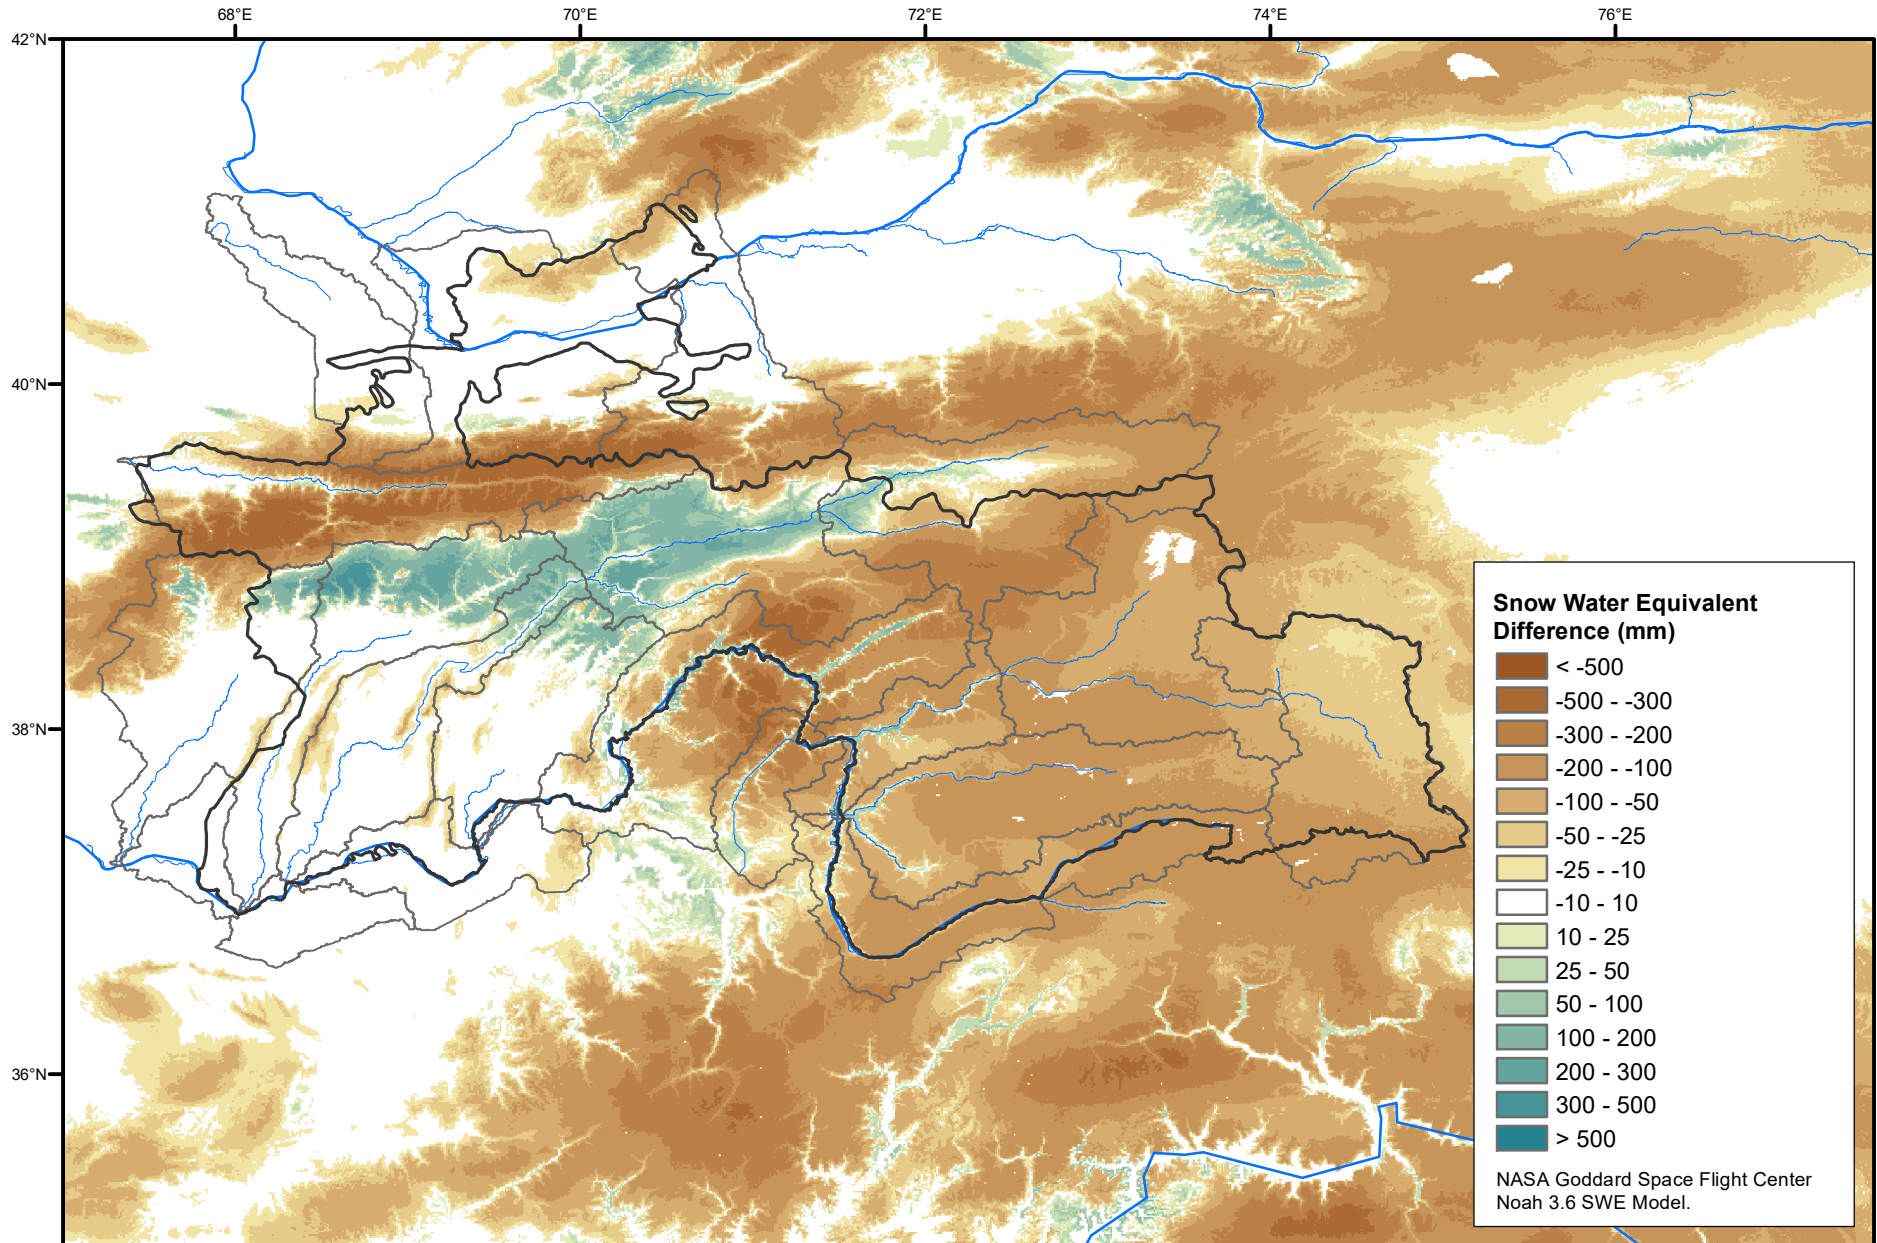 68°E
70°E
72°E
74°E
76°E
42°N
40°N
38°N
36°N
Snow Water Equivalent
Difference (mm)
< -500
-500 - -300
-300 - -200
-200 - -100
-100 - -50
-50 - -25
-25 - -10
-10 - 10
10 - 25
25 - 50
50 - 100
100 - 200
200 - 300
300 - 500
> 500
NASA Goddard Space Flight Center
Noah 3.6 SWE Model.